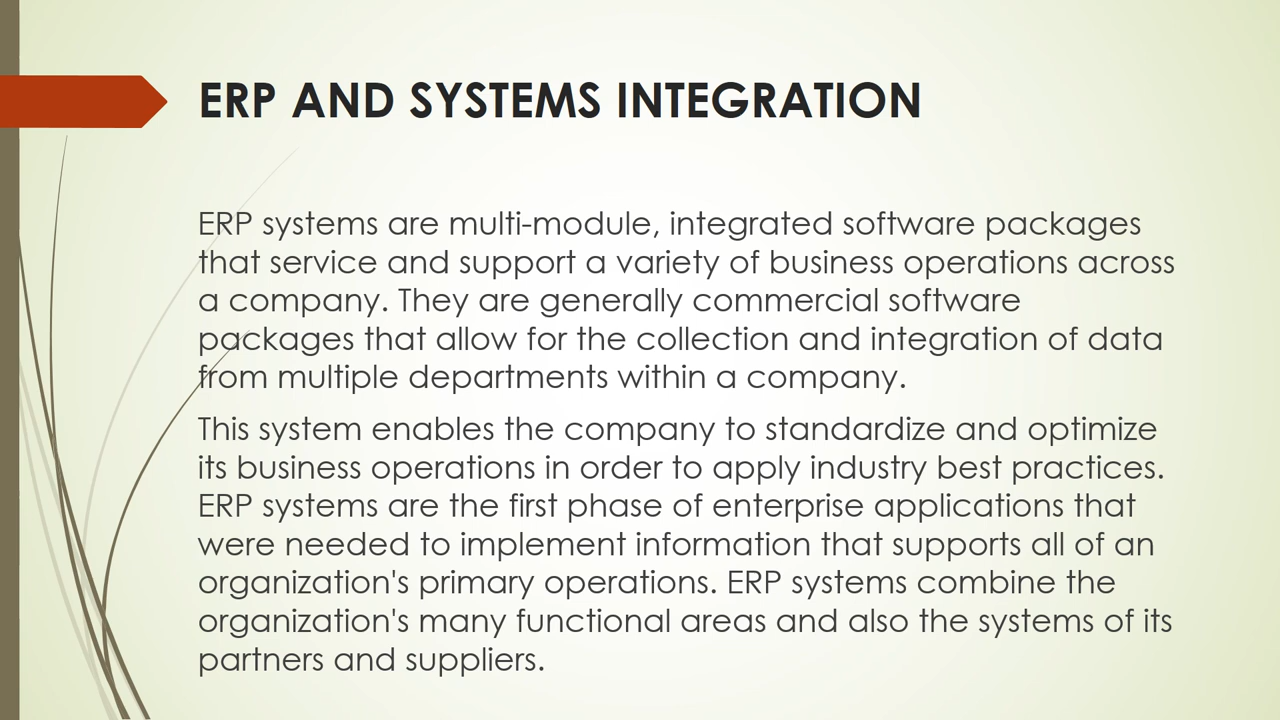 ERP AND SYSTEMS INTEGRATION
ERP systems are multi-module, integrated software packages
that service and support a variety of business operations across
a company. They are generally commercial software
packages that allow for the collection and integration of data
from multiple departments within a company.
This system enables the company to standardize and optimize
its business operations in order to apply industry best practices.
ERP systems are the first phase of enterprise applications that
were needed to implement information that supports all of an
organization's primary operations. ERP systems combine the
organization's many functional areas and also the systems of its
partners and suppliers.